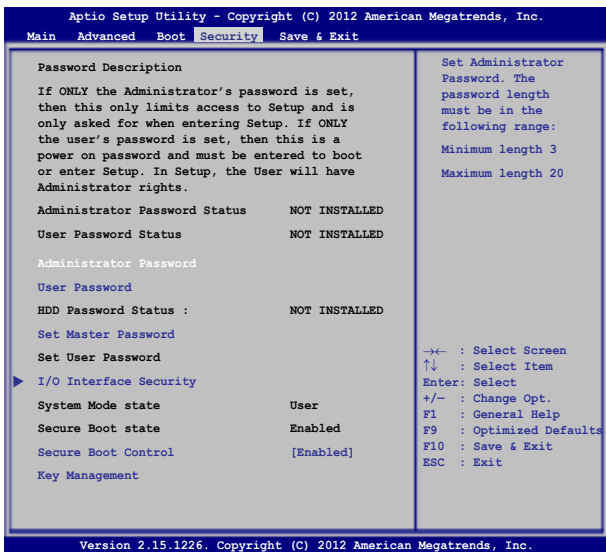 Aptio Setup Utility - Copyright (C) 2012 American Megatrends, Inc.
Main Advanced Boot Security Save & Exit
Password Description
If ONLY the Administrator's password is set,
then this only limits access to Setup and is
only asked for when entering Setup. If ONLY
the user's password is set, then this is a
power on password and must be entered to boot
or enter Setup. In Setup, the User will have
Administrator rights.
Administrator Password Status NOT INSTALLED
User Password Status NOT INSTALLED
Administrator Password
User Password
HDD Password Status : NOT INSTALLED
Set Master Password
Set User Password
I/O Interface Security
System Mode state User
Secure Boot state Enabled
Secure Boot Control [Enabled]
Key Management
Set Administrator
Password. The
password length
must be in the
following range:
Minimum length 3
Maximum length 20
→← : Select Screen
↑↓ : Select Item
Enter: Select
+/— : Change Opt.
F1 : General Help
F9 : Optimized Defaults
F10 : Save & Exit
ESC : Exit
Version 2.15.1226. Copyright (C) 2012 American Megatrends, Inc.